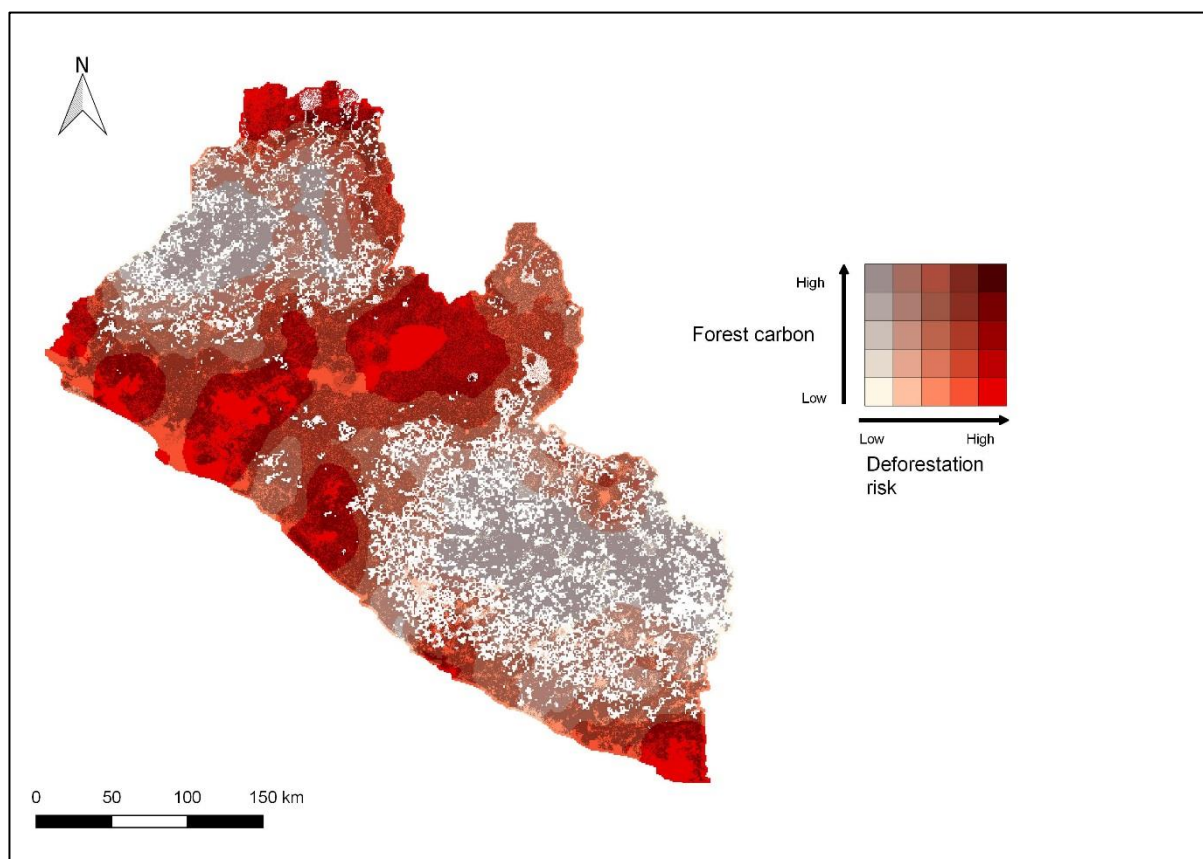 N
High
Forest carbon
Low
Low High
Deforestation
risk
0 50 100 150 km